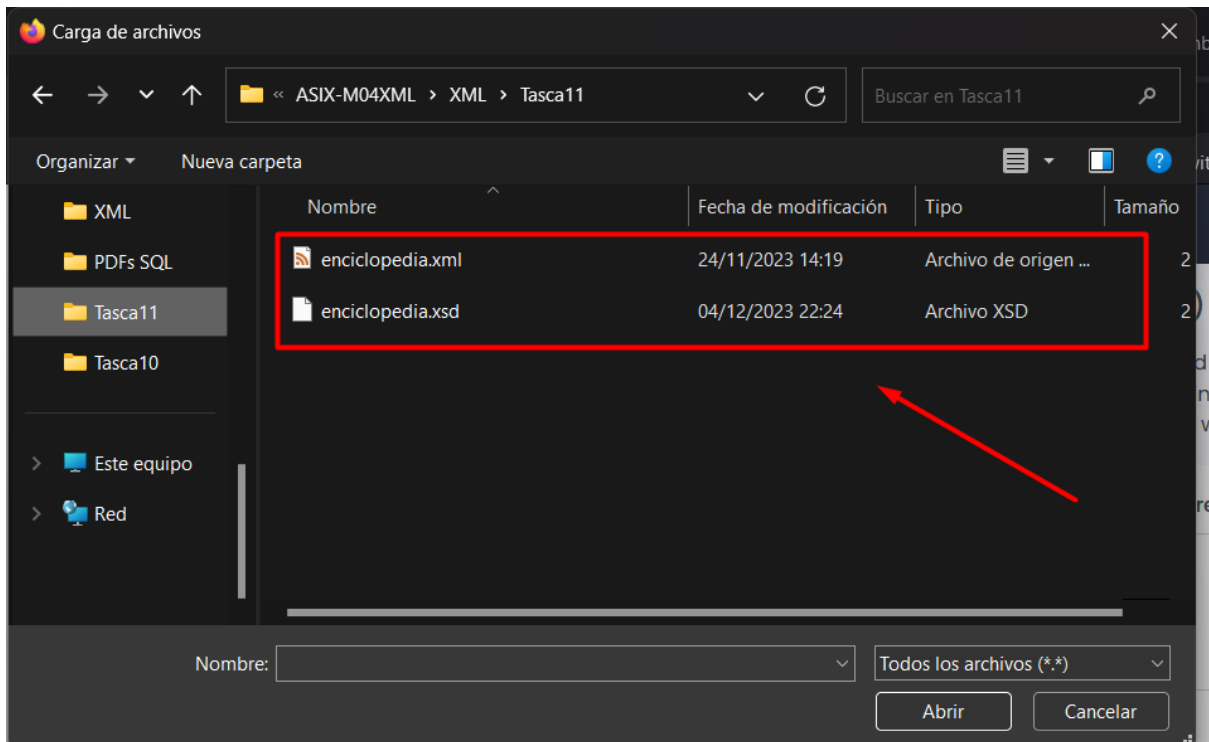 Carga de archivos
« ASIX-M04XML > XML > Tasca11
Buscar en Tasca11
Organizar
Nueva carpeta
Nombre
Fecha de modificación
Tipo
Tamaño
XML
PDFs SQL
Tasca11
Tasca10
Este equipo
Red
enciclopedia.xml 24/11/2023 14:19 Archivo de origen ... 2
enciclopedia.xsd 04/12/2023 22:24 Archivo XSD 2
Nombre:
Todos los archivos (*.*)
Abrir
Cancelar